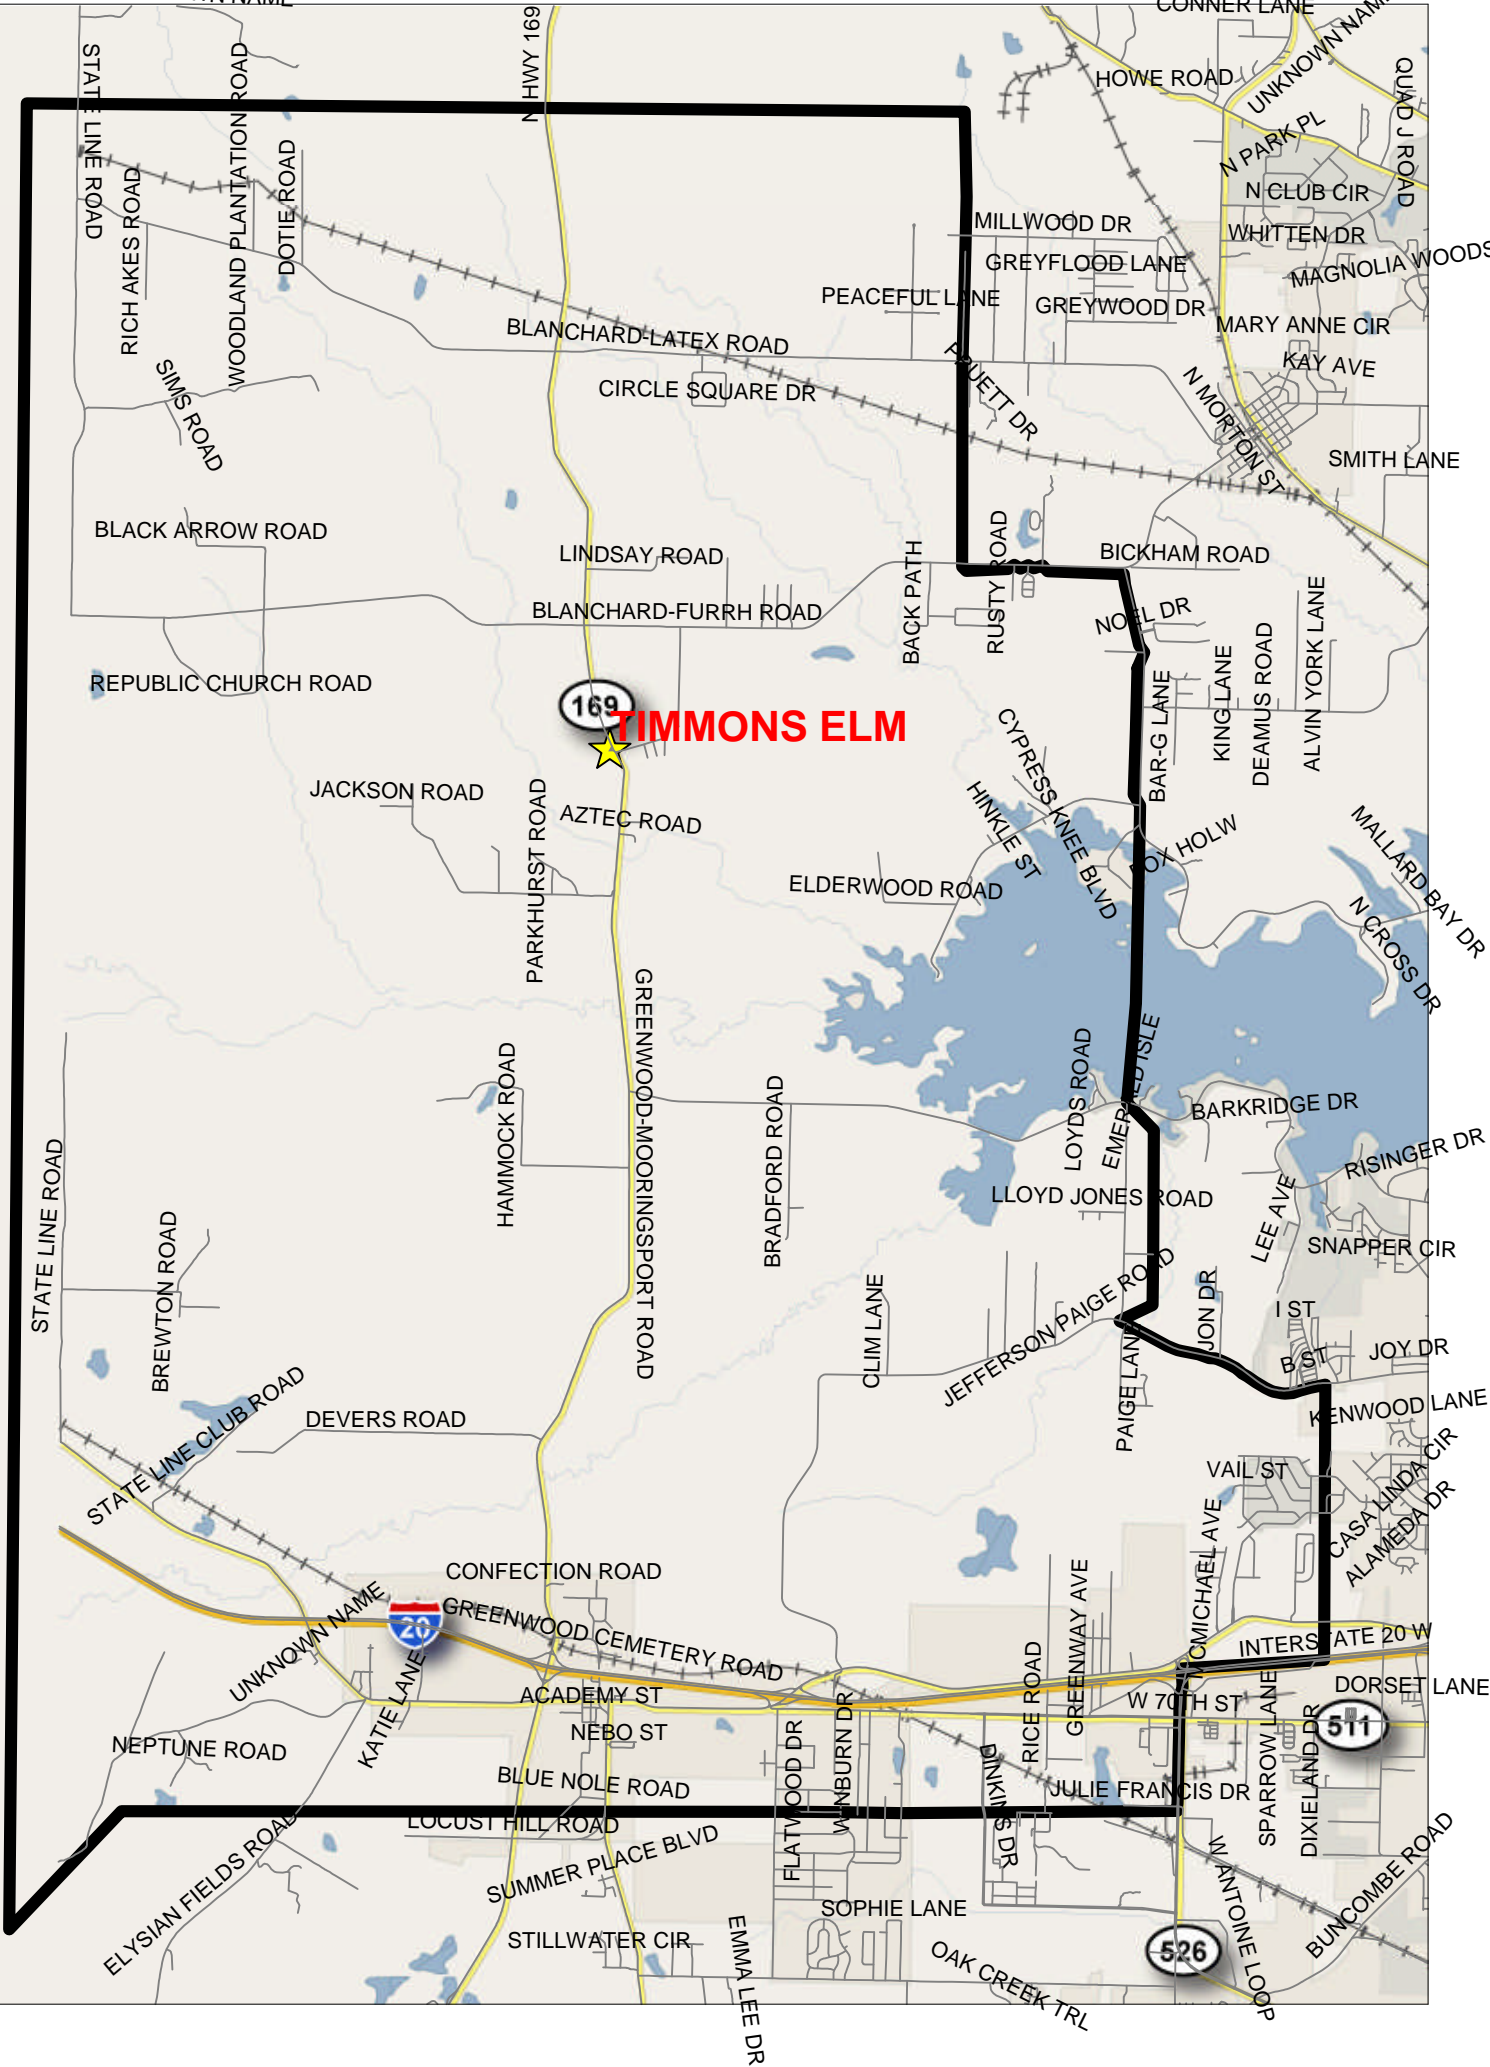 CONNER LANE
UNKNOWN NAME
HOWE ROAD
QUAD J ROAD
STATE LINE ROAD
WOODLAND PLANTATION ROAD
N HWY 169
N PARK PL
N CLUB CIR
DOTIE ROAD
RICH AKES ROAD
MILLWOOD DR
WHITTEN DR
GREYFLOOD LANE
MAGNOLIA WOODS
PEACEFUL LANE
GREYWOOD DR
MARY ANNE CIR
BLANCHARD-LATEX ROAD
KAY AVE
CIRCLE SQUARE DR
PRUETT DR
N MORTON ST
SIMS ROAD
SMITH LANE
BLACK ARROW ROAD
LINDSAY ROAD
BACK PATH
RUSTY ROAD
BICKHAM ROAD
BLANCHARD-FURRH ROAD
NOEL DR
KING LANE
DEAMUS ROAD
ALVIN YORK LANE
REPUBLIC CHURCH ROAD
169
TIMMONS ELM
BAR-G LANE
CYPRESS KNEE BLVD
JACKSON ROAD
AZTEC ROAD
HINKLE ST
FOX HOLW
MALLARD BAY DR
PARKHURST ROAD
ELDERWOOD ROAD
N CROSS DR
GREENWOOD-MOORINGSPORT ROAD
HAMMOCK ROAD
BRADFORD ROAD
LOYDS ROAD
EMERALD ISLE
BARKRIDGE DR
RISINGER DR
STATE LINE ROAD
LLOYD JONES ROAD
LEE AVE
SNAPPER CIR
BREWTON ROAD
CLIM LANE
JEFFERSON PAIGE ROAD
JON DR
I ST
B ST
JOY DR
PAIGE LANE
KENWOOD LANE
STATE LINE CLUB ROAD
DEVERS ROAD
VAIL ST
CASA LINDA CIR
ALAMEDA DR
MCMICHAEL AVE
CONFECTION ROAD
GREENWAY AVE
UNKNOWN NAME
20
GREENWOOD CEMETERY ROAD
RICE ROAD
INTERSTATE 20 W
KATIE LANE
ACADEMY ST
W 70TH ST
DORSET LANE
NEPTUNE ROAD
NEBO ST
511
SPARROW LANE
DIXIELAND DR
FLATWOOD DR
WINBURN DR
DINKINS DR
BLUE NOLE ROAD
JULIE FRANCIS DR
LOCUST HILL ROAD
SUMMER PLACE BLVD
ELYSIAN FIELDS ROAD
W ANTOINE LOOP
BUNCOMBE ROAD
SOPHIE LANE
STILLWATER CIR
EMMA LEE DR
OAK CREEK TRL
526